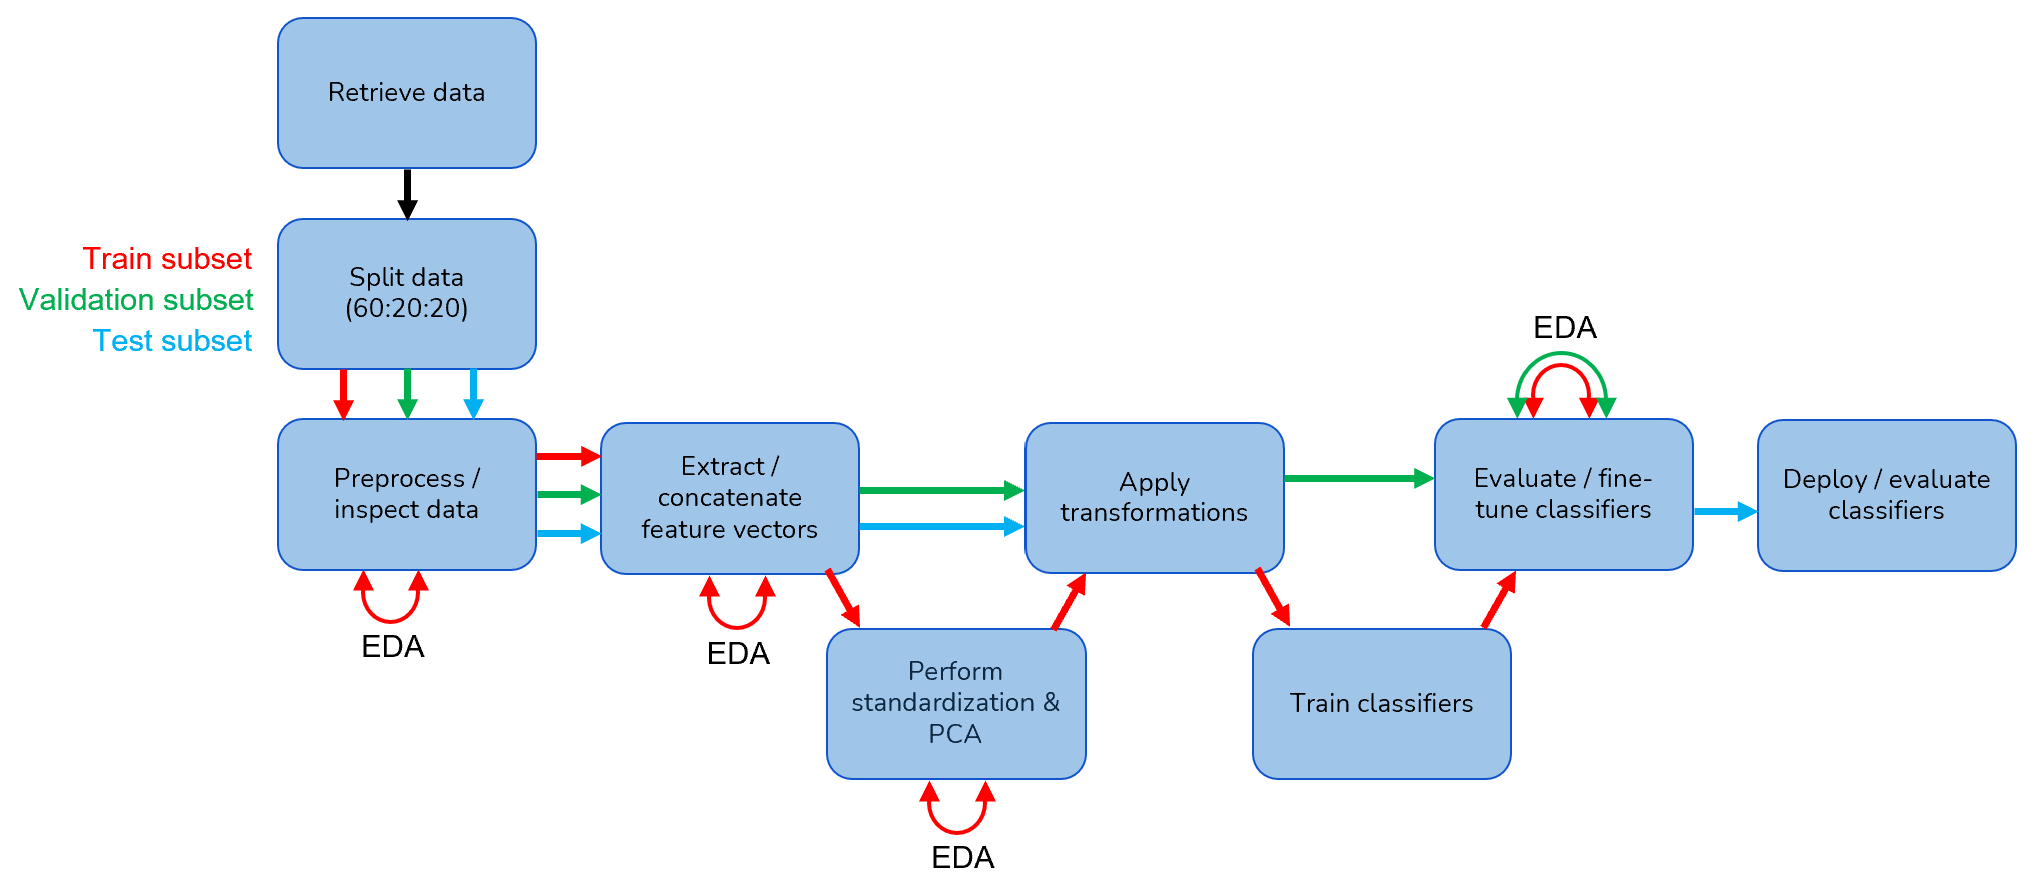 Retrieve data
Train subset
Validation subset
Test subset
Split data
(60:20:20)
Preprocess /
inspect data
EDA
Extract /
concatenate
feature vectors
EDA
Perform
standardization &
PCA
EDA
Apply
transformations
Train classifiers
EDA
Evaluate / fine-
tune classifiers
Deploy / evaluate
classifiers